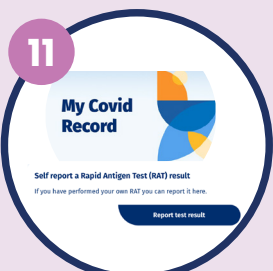 11
My Covid
Record
Self report a Rapid Antigen Test (RAT) result
If you have performed your own RAT you can report it here.
Report test result